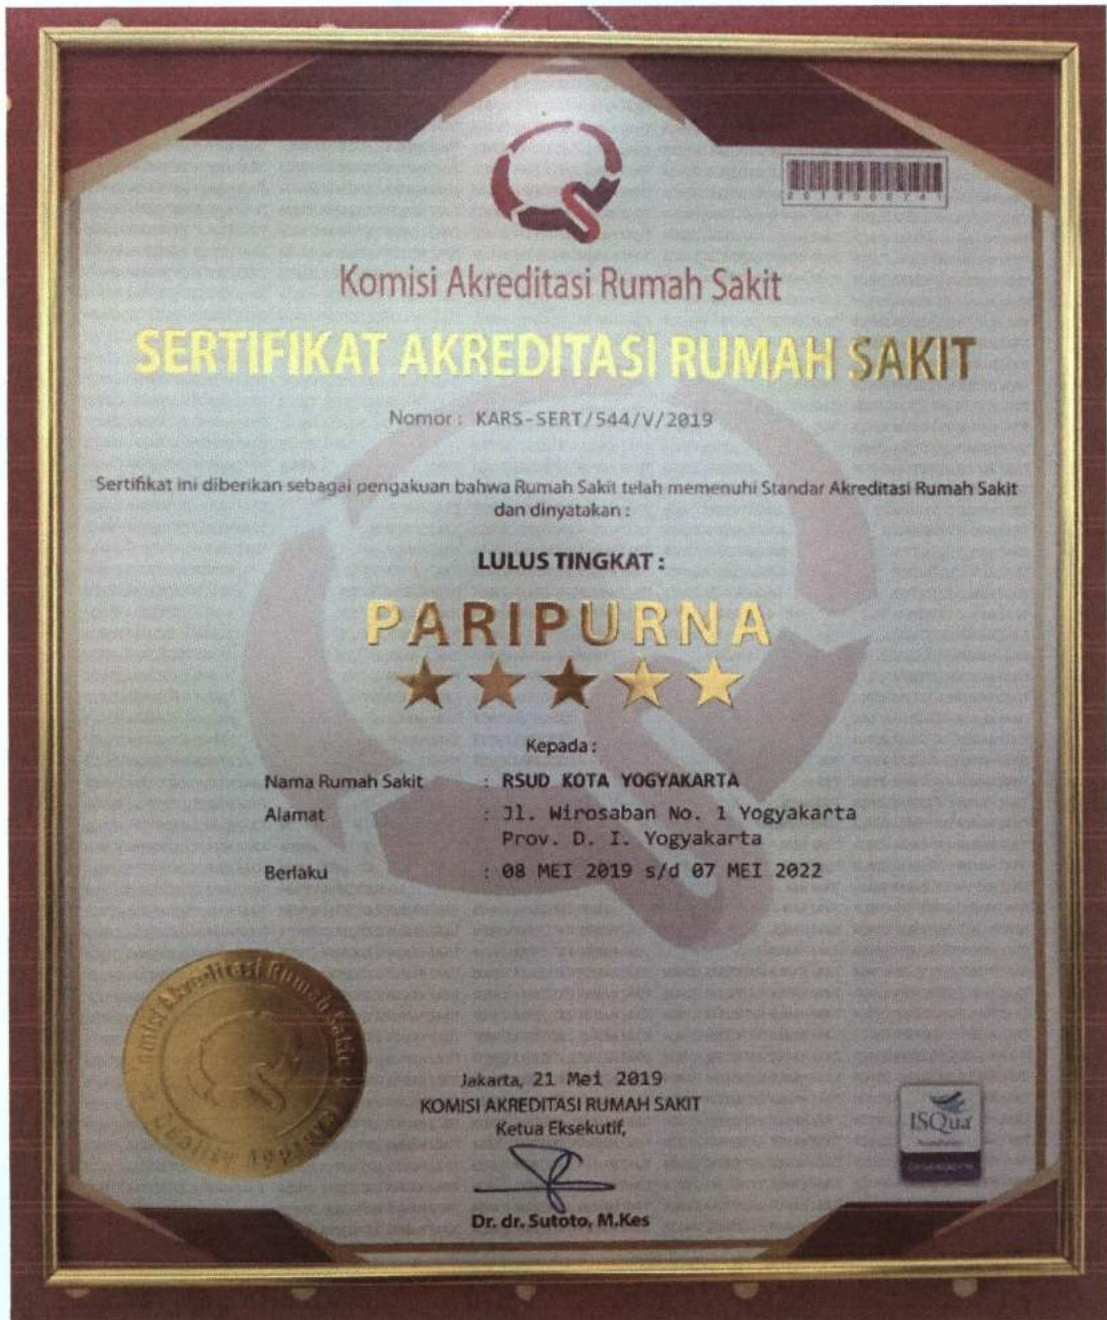 Komisi Akreditasi Rumah Sakit
SERTIFIKAT AKREDITASI RUMAH SAKIT
Nomor : KARS-SERT/544/V/2019
Sertifikat ini diberikan sebagai pengakuan bahwa Rumah Sakit telah memenuhi Standar Akreditasi Rumah Sakit
dan dinyatakan :
LULUS TINGKAT :
PARIPURNA
Kepada :
Nama Rumah Sakit : RSUD KOTA YOGYAKARTA
Alamat : Jl. Wirosaban No. 1 Yogyakarta
Prov. D. I. Yogyakarta
Berlaku : 08 MEI 2019 s/d 07 MEI 2022
Komisi Akreditasi Rumah Sakit
Quality Approval
Jakarta, 21 Mei 2019
KOMISI AKREDITASI RUMAH SAKIT
Ketua Eksekutif,
Dr. dr. Sutoto, M.Kes
ISQua